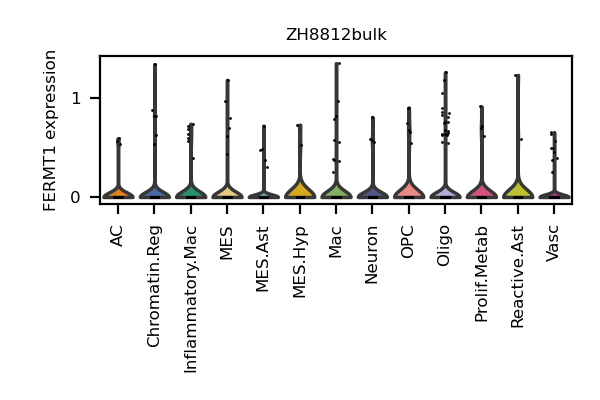 ZH8812bulk
FERMT1 expression
1
0
AC
Chromatin.Reg
Inflammatory.Mac
MES
MES.Ast
MES.Hyp
Mac
Neuron
OPC
Oligo
Prolif.Metab
Reactive.Ast
Vasc